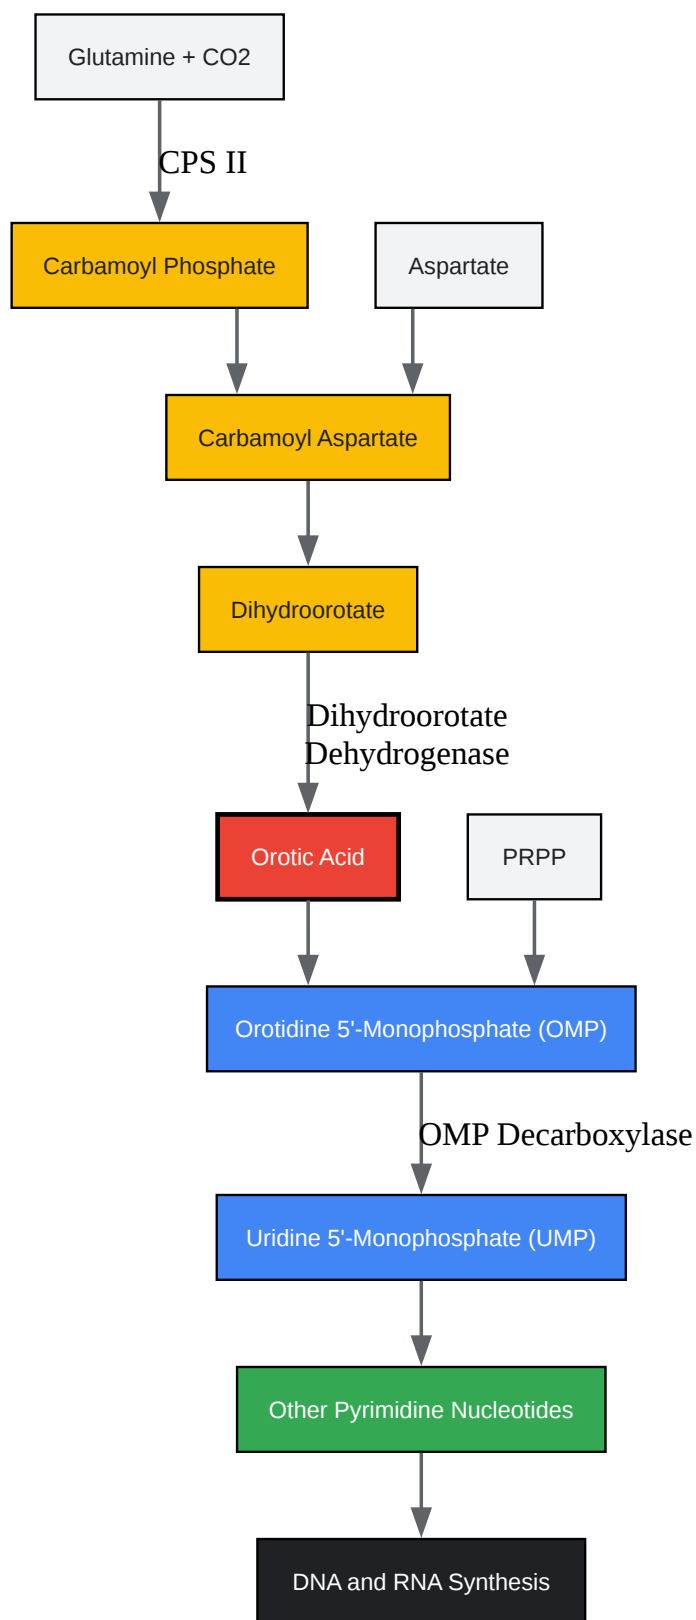 Glutamine + CO2
CPS II
Carbamoyl Phosphate
Aspartate
Carbamoyl Aspartate
Dihydroorotate
Dihydroorotate
Dehydrogenase
Orotic Acid
PRPP
Orotidine 5'-Monophosphate (OMP)
OMP Decarboxylase
Uridine 5'-Monophosphate (UMP)
Other Pyrimidine Nucleotides
DNA and RNA Synthesis